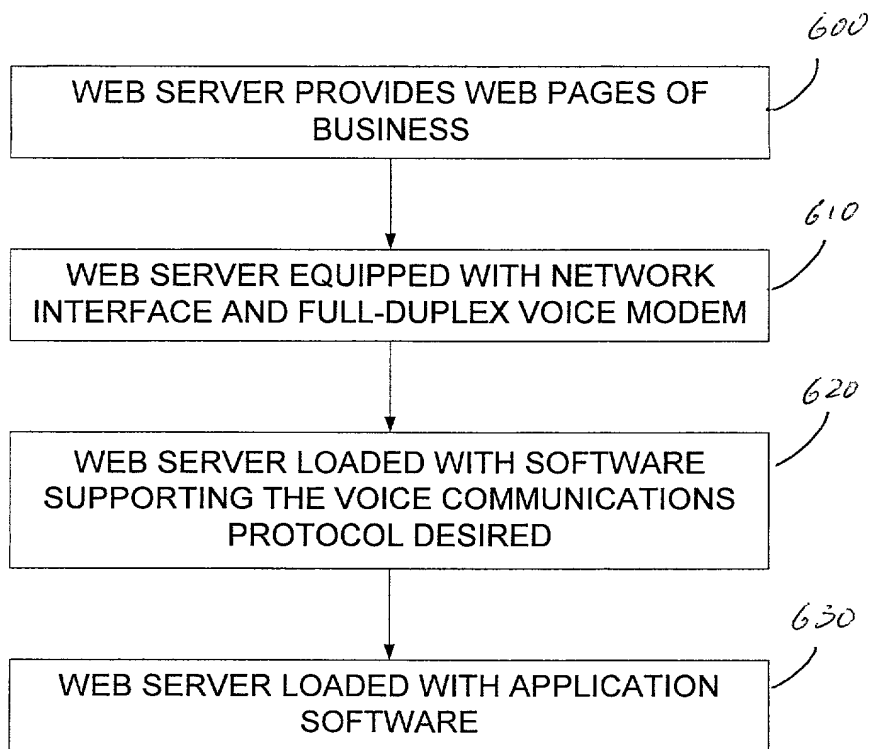 600
WEB SERVER PROVIDES WEB PAGES OF
BUSINESS
610
WEB SERVER EQUIPPED WITH NETWORK
INTERFACE AND FULL-DUPLEX VOICE MODEM
620
WEB SERVER LOADED WITH SOFTWARE
SUPPORTING THE VOICE COMMUNICATIONS
PROTOCOL DESIRED
630
WEB SERVER LOADED WITH APPLICATION
SOFTWARE